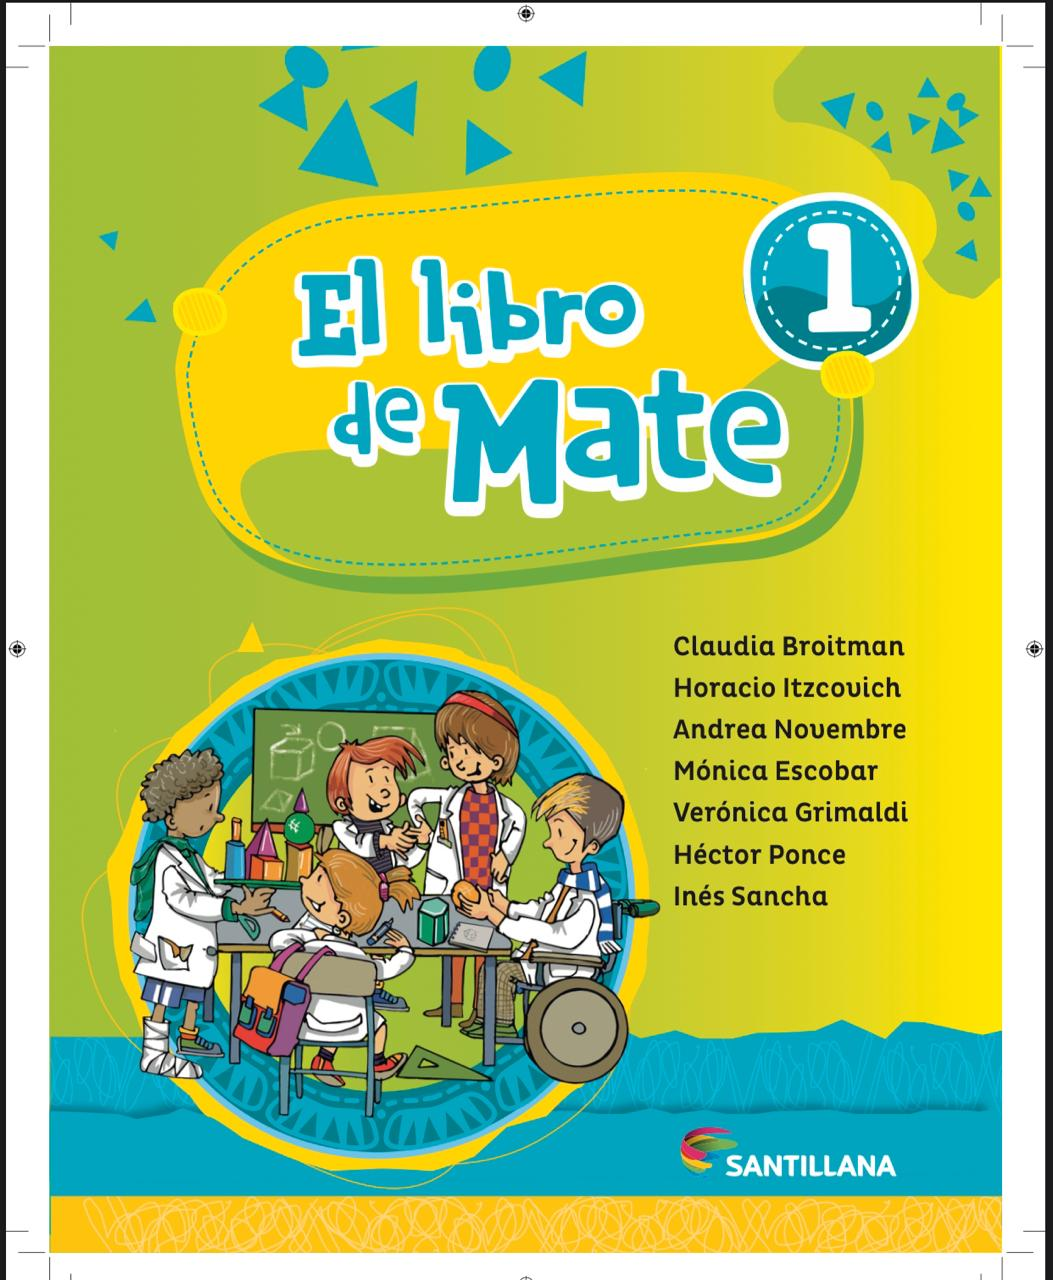 El libro
de Mate
1
Claudia Broitman
Horacio Itzcovich
Andrea Novembre
Mónica Escobar
Verónica Grimaldi
Héctor Ponce
Inés Sancha
SANTILLANA